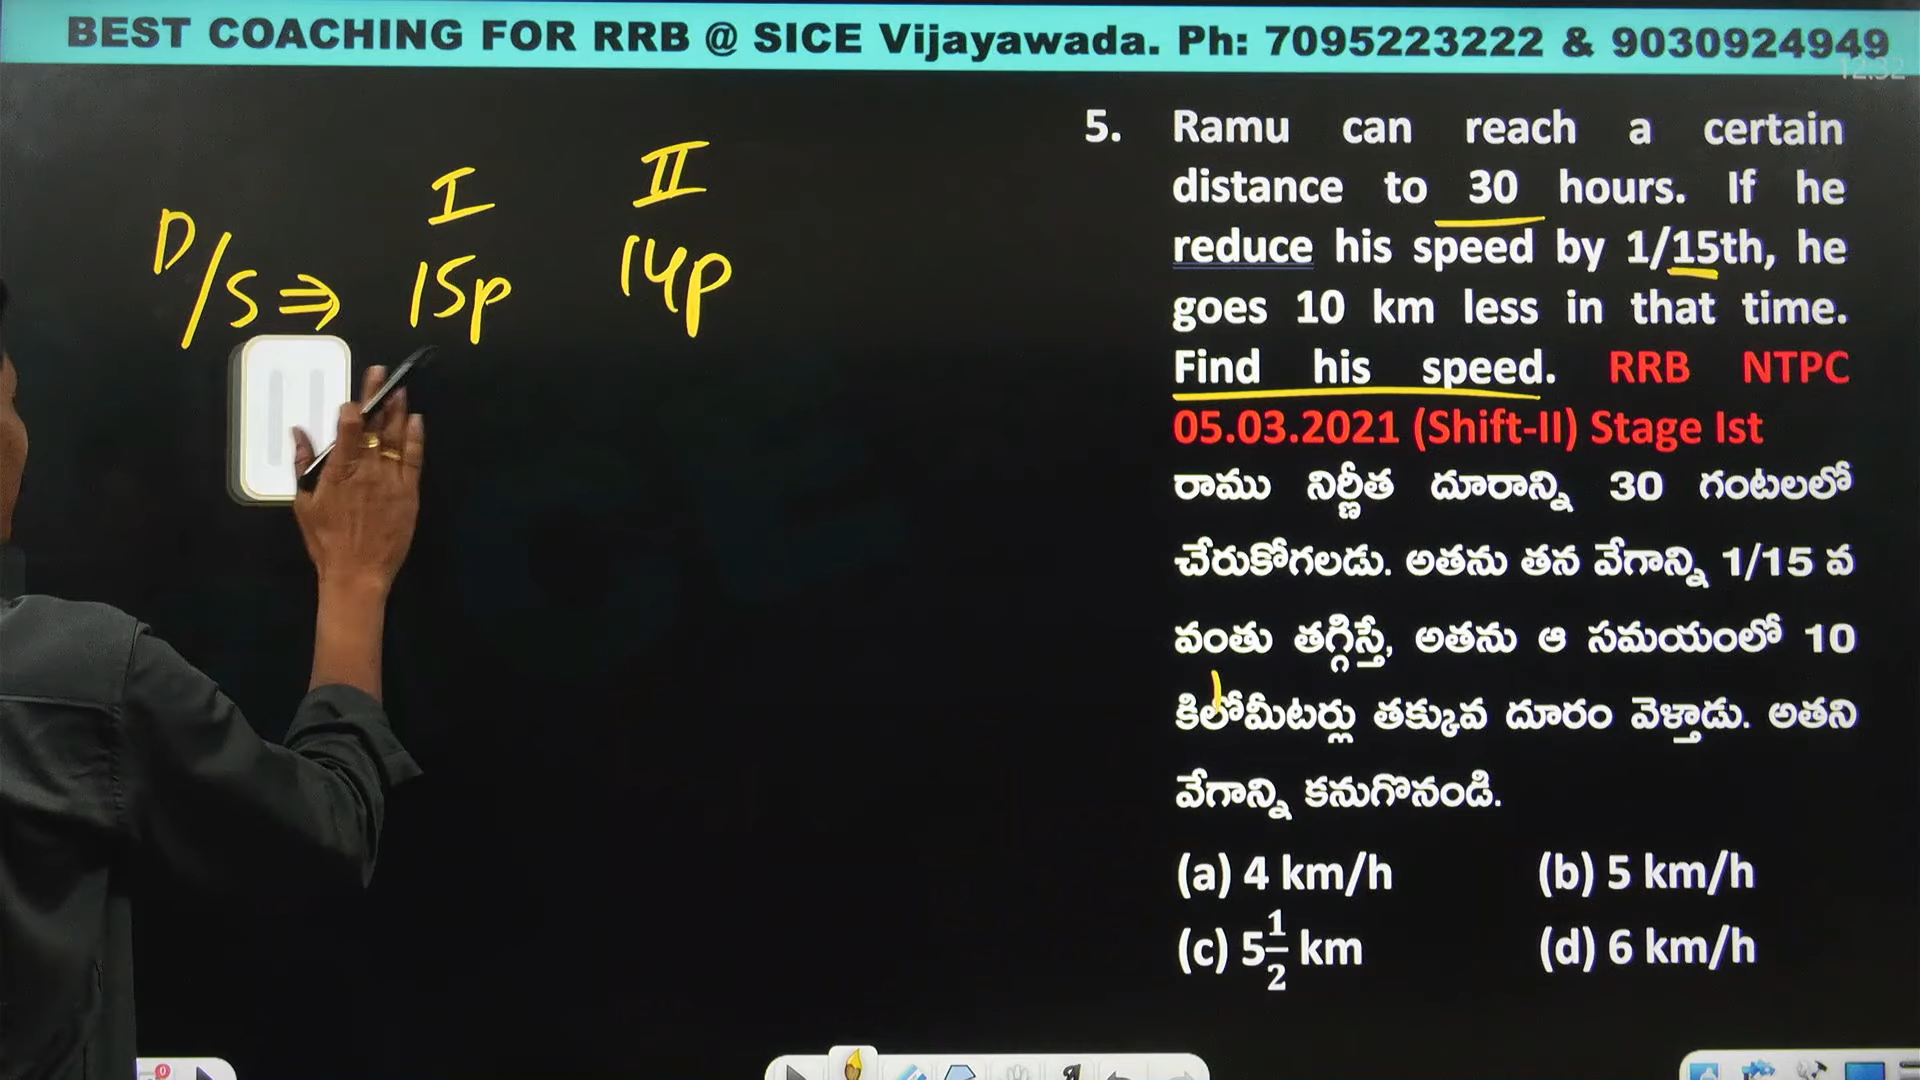 BEST COACHING FOR RRB @ SICE Vijayawada. Ph: 7095223222 & 9030924949
12:32
I II
D/S ⇒ 15p 14p
5. Ramu can reach a certain
distance to 30 hours. If he
reduce his speed by 1/15th, he
goes 10 km less in that time.
Find his speed. RRB NTPC
05.03.2021 (Shift-II) Stage Ist
రాము నిర్ణీత దూరాన్ని 30 గంటలలో
చేరుకోగలడు. అతను తన వేగాన్ని 1/15 వ
వంతు తగ్గిస్తే, అతను ఆ సమయంలో 10
కిలోమీటర్లు తక్కువ దూరం వెళ్తాడు. అతని
వేగాన్ని కనుగొనండి.
(a) 4 km/h (b) 5 km/h
(c) 5 1/2 km (d) 6 km/h